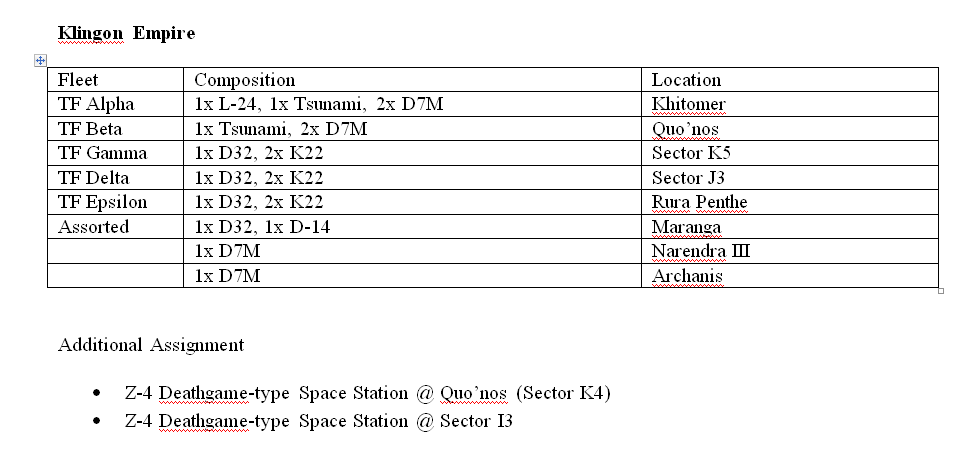 Klingon Empire
Fleet Composition Location
TF Alpha 1x L-24, 1x Tsunami, 2x D7M Khitomer
TF Beta 1x Tsunami, 2x D7M Quo’nos
TF Gamma 1x D32, 2x K22 Sector K5
TF Delta 1x D32, 2x K22 Sector J3
TF Epsilon 1x D32, 2x K22 Rura Penthe
Assorted 1x D32, 1x D-14 Maranga
1x D7M Narendra III
1x D7M Archanis
Additional Assignment
• Z-4 Deathgame-type Space Station @ Quo’nos (Sector K4)
• Z-4 Deathgame-type Space Station @ Sector I3